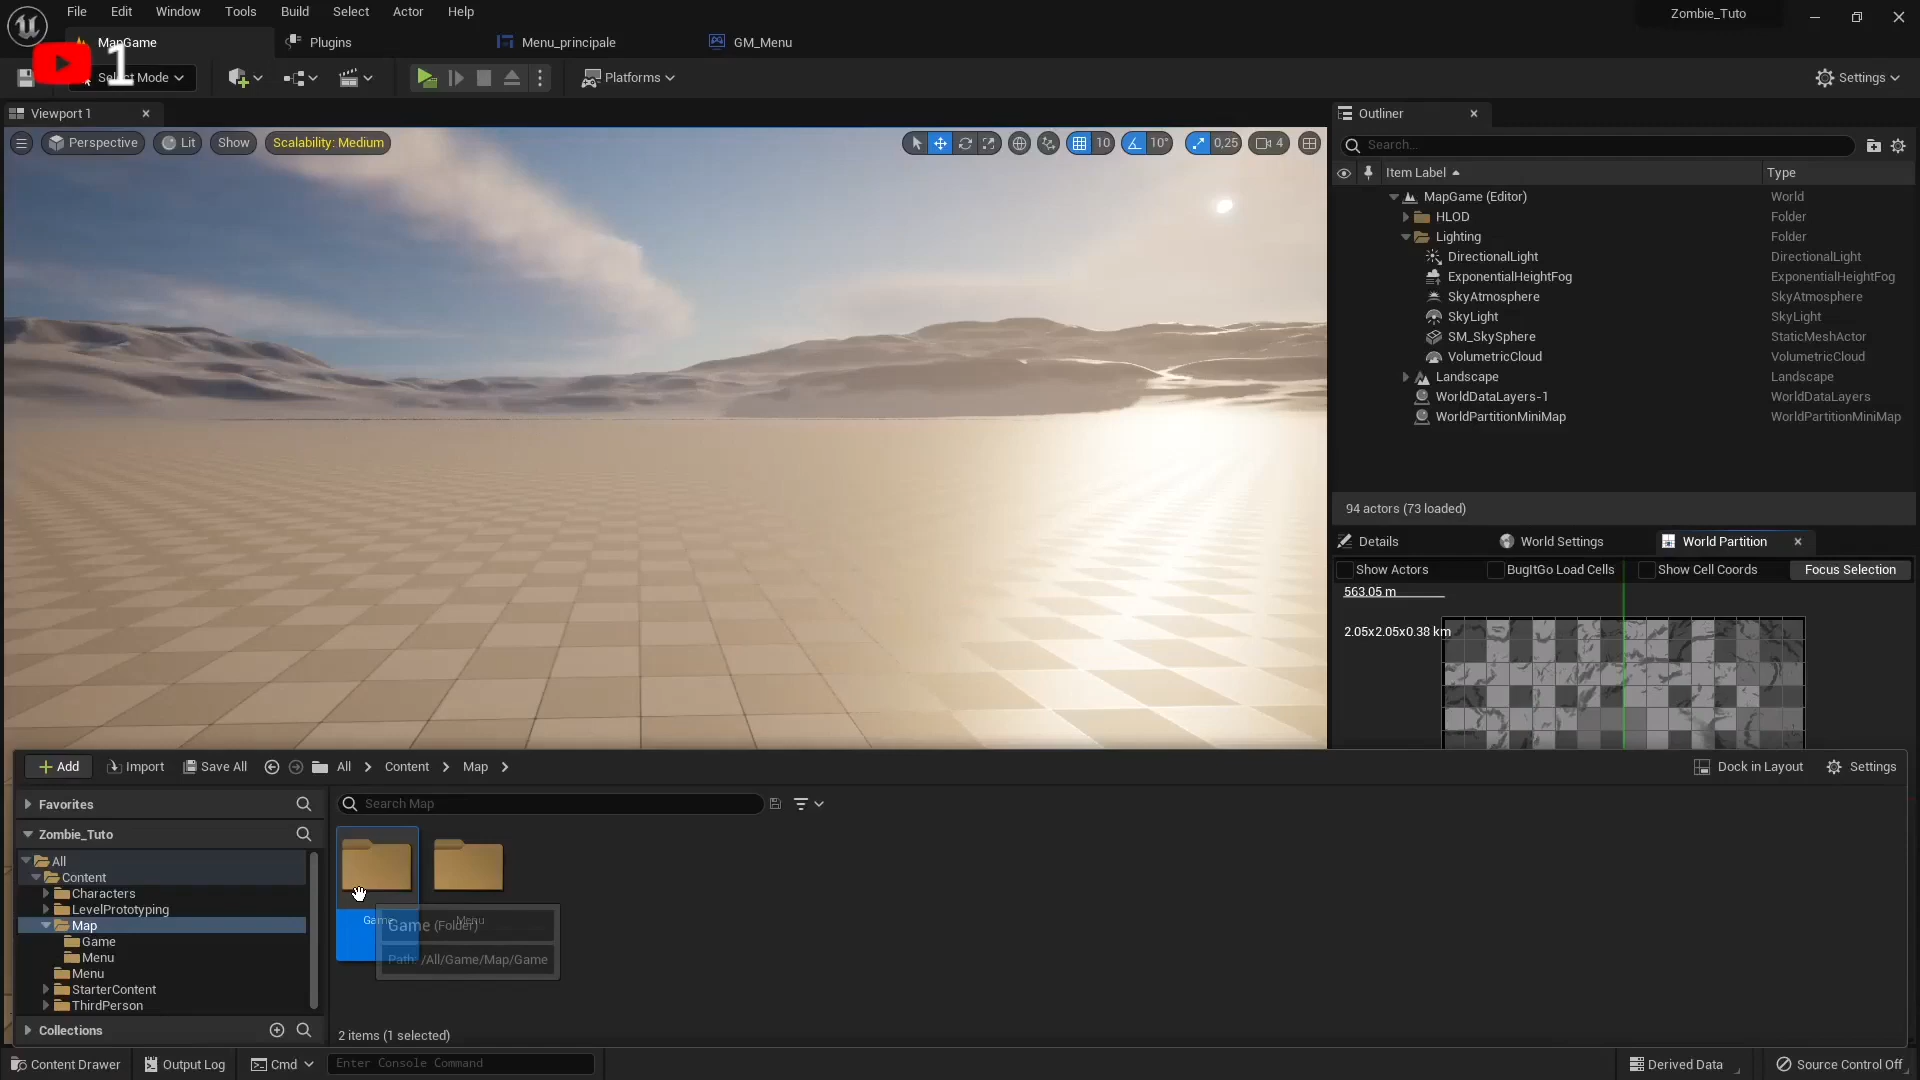 File Edit Window Tools Build Select Actor Help
Zombie_Tuto
MapGame
Plugins
Menu_principale
GM_Menu
1
Select Mode
Platforms
Settings
Viewport 1
Perspective
Lit
Show
Scalability: Medium
10
10°
0,25
4
Outliner
Search...
Item Label
Type
MapGame (Editor) World
HLOD Folder
Lighting Folder
DirectionalLight DirectionalLight
ExponentialHeightFog ExponentialHeightFog
SkyAtmosphere SkyAtmosphere
SkyLight SkyLight
SM_SkySphere StaticMeshActor
VolumetricCloud VolumetricCloud
Landscape Landscape
WorldDataLayers-1 WorldDataLayers
WorldPartitionMiniMap WorldPartitionMiniMap
94 actors (73 loaded)
Details
World Settings
World Partition
Show Actors
BugItGo Load Cells
Show Cell Coords
Focus Selection
563.05 m
2.05x2.05x0.38 km
Add
Import
Save All
All
Content
Map
Dock in Layout
Settings
Favorites
Search Map
Zombie_Tuto
All
Content
Characters
LevelPrototyping
Map
Game
Menu
Menu
StarterContent
ThirdPerson
Collections
Game
Menu
Game (Folder)
Path: /All/Game/Map/Game
2 items (1 selected)
Content Drawer
Output Log
Cmd
Enter Console Command
Derived Data
Source Control Off